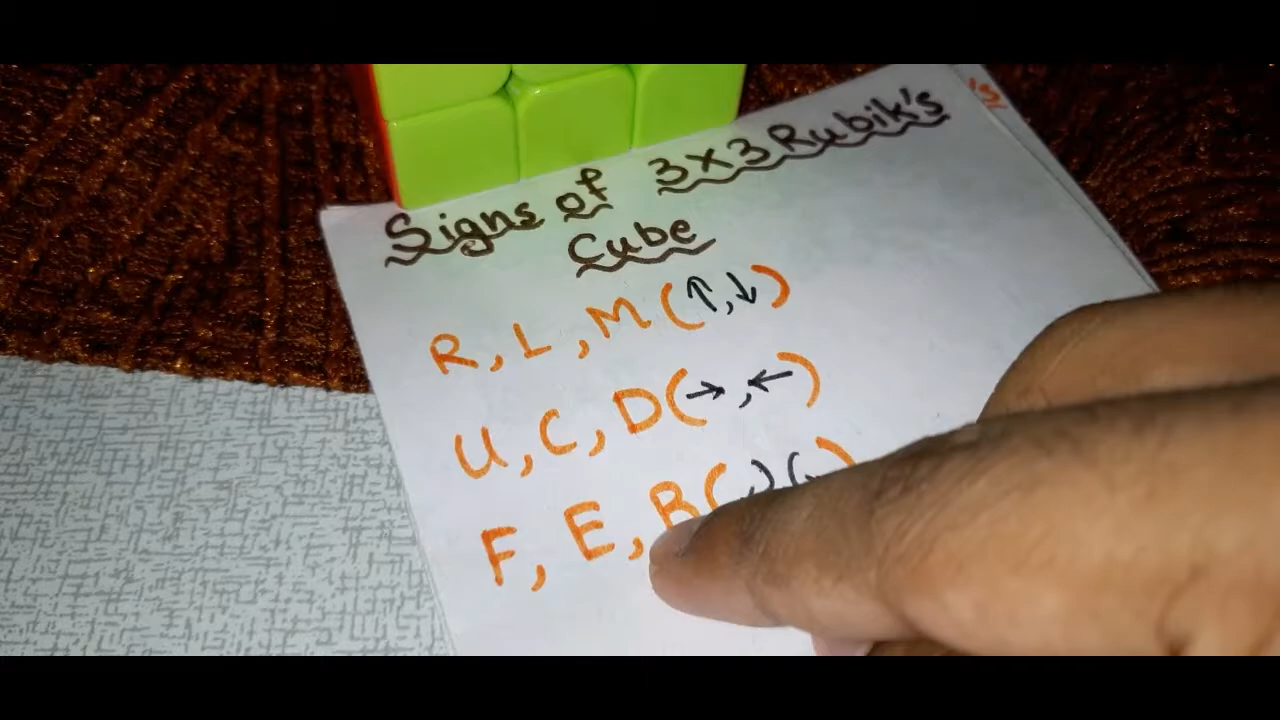 Signs of 3x3 Rubik's
Cube
R, L, M (↑,↓)
U, C, D (→,←)
F, E, B